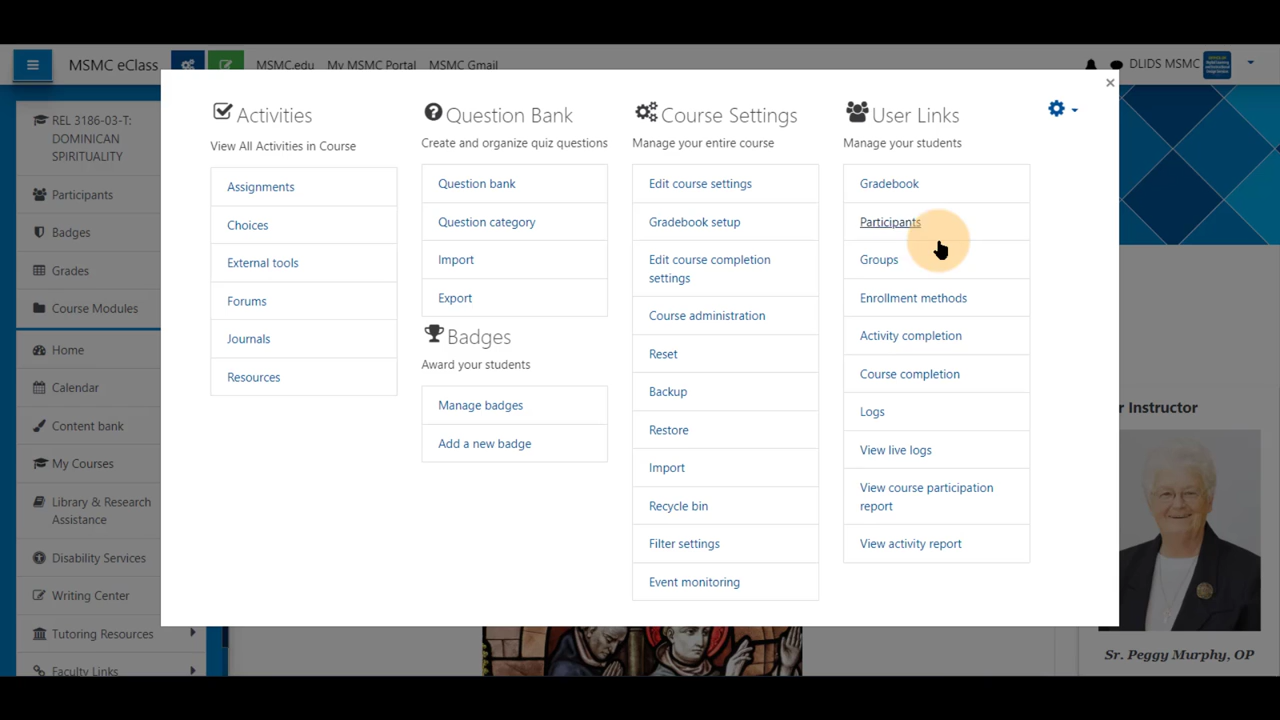 MSMC eClass
MSMC.edu
My MSMC Portal
MSMC Gmail
DLIDS MSMC
REL 3186-03-T:
DOMINICAN
SPIRITUALITY
Participants
Badges
Grades
Course Modules
Home
Calendar
Content bank
My Courses
Library & Research
Assistance
Disability Services
Writing Center
Tutoring Resources
Faculty Links
Activities
View All Activities in Course
Assignments
Choices
External tools
Forums
Journals
Resources
Question Bank
Create and organize quiz questions
Question bank
Question category
Import
Export
Badges
Award your students
Manage badges
Add a new badge
Course Settings
Manage your entire course
Edit course settings
Gradebook setup
Edit course completion
settings
Course administration
Reset
Backup
Restore
Import
Recycle bin
Filter settings
Event monitoring
User Links
Manage your students
Gradebook
Participants
Groups
Enrollment methods
Activity completion
Course completion
Logs
View live logs
View course participation
report
View activity report
r Instructor
Sr. Peggy Murphy, OP